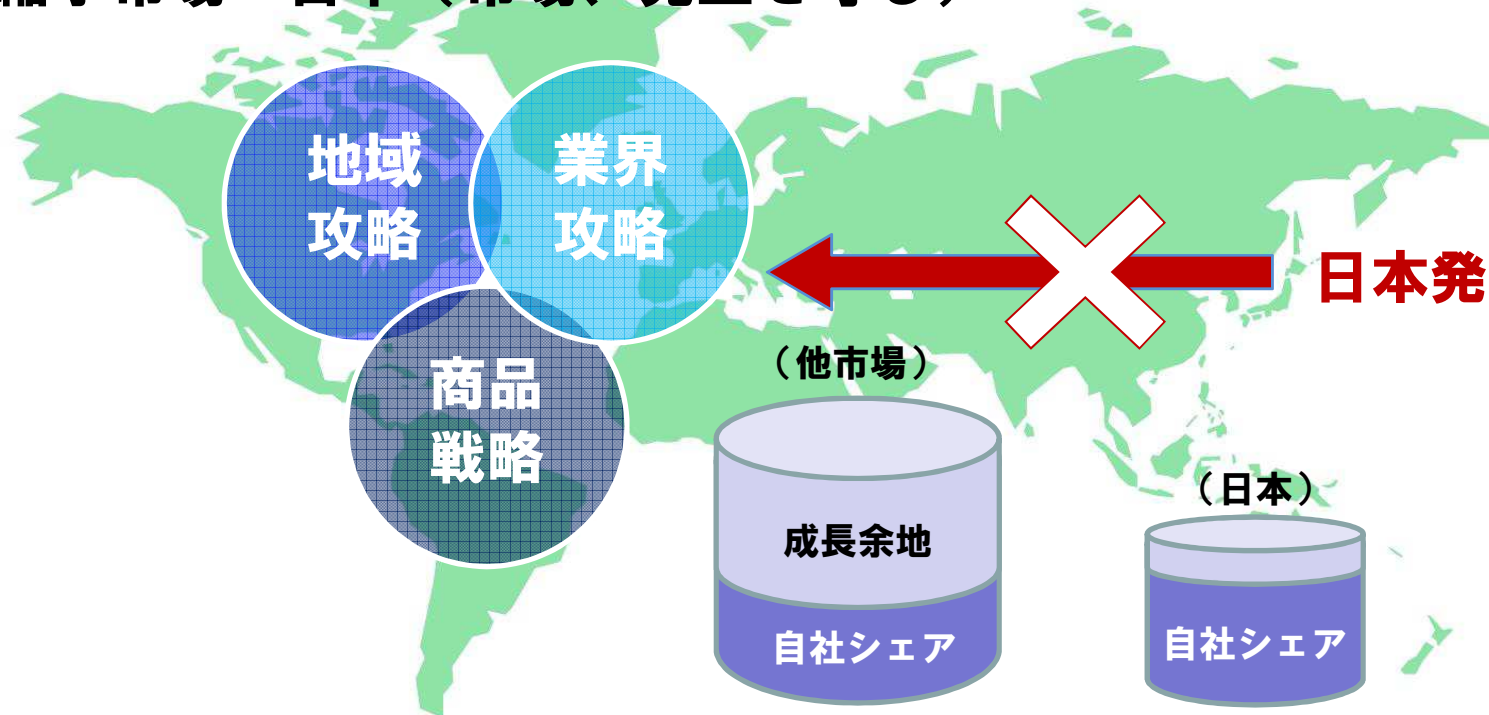 地域
攻略
業界
攻略
商品
戦略
日本発
（他市場）
成長余地
自社シェア
（日本）
自社シェア